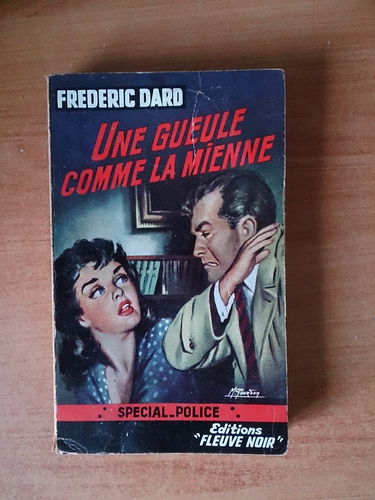 FREDERIC DARD
UNE GUEULE
COMME LA MIENNE
SPECIAL-POLICE
Editions
"FLEUVE NOIR"